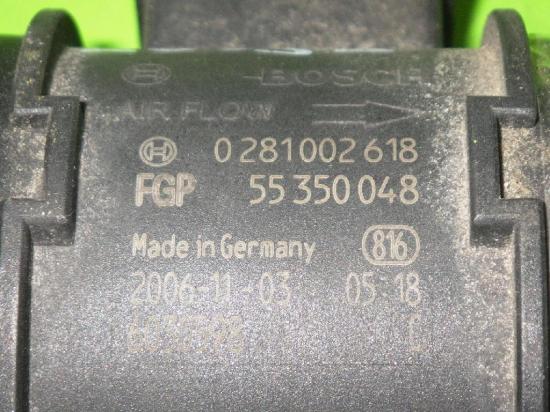 BOSCH
AIR FLOW
0 281 002 618
FGP 55 350 048
Made in Germany 816
2006-11-03 05:18
C